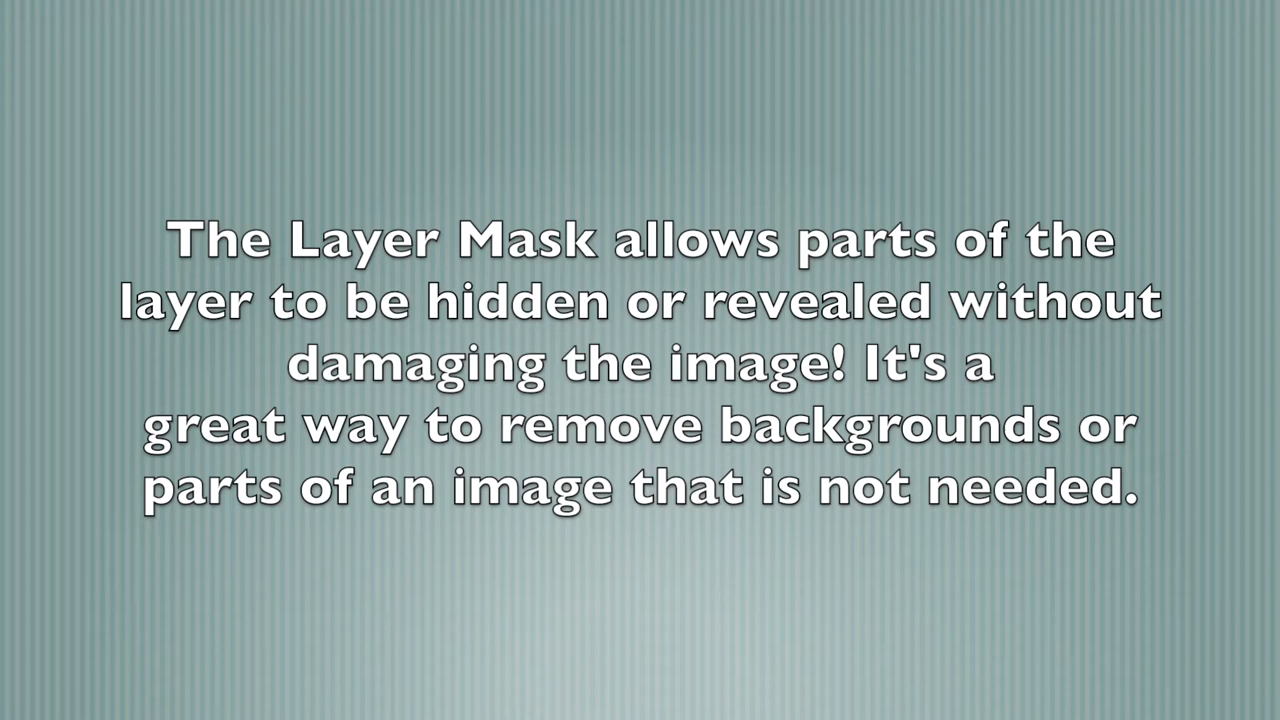 The Layer Mask allows parts of the
layer to be hidden or revealed without
damaging the image! It's a
great way to remove backgrounds or
parts of an image that is not needed.